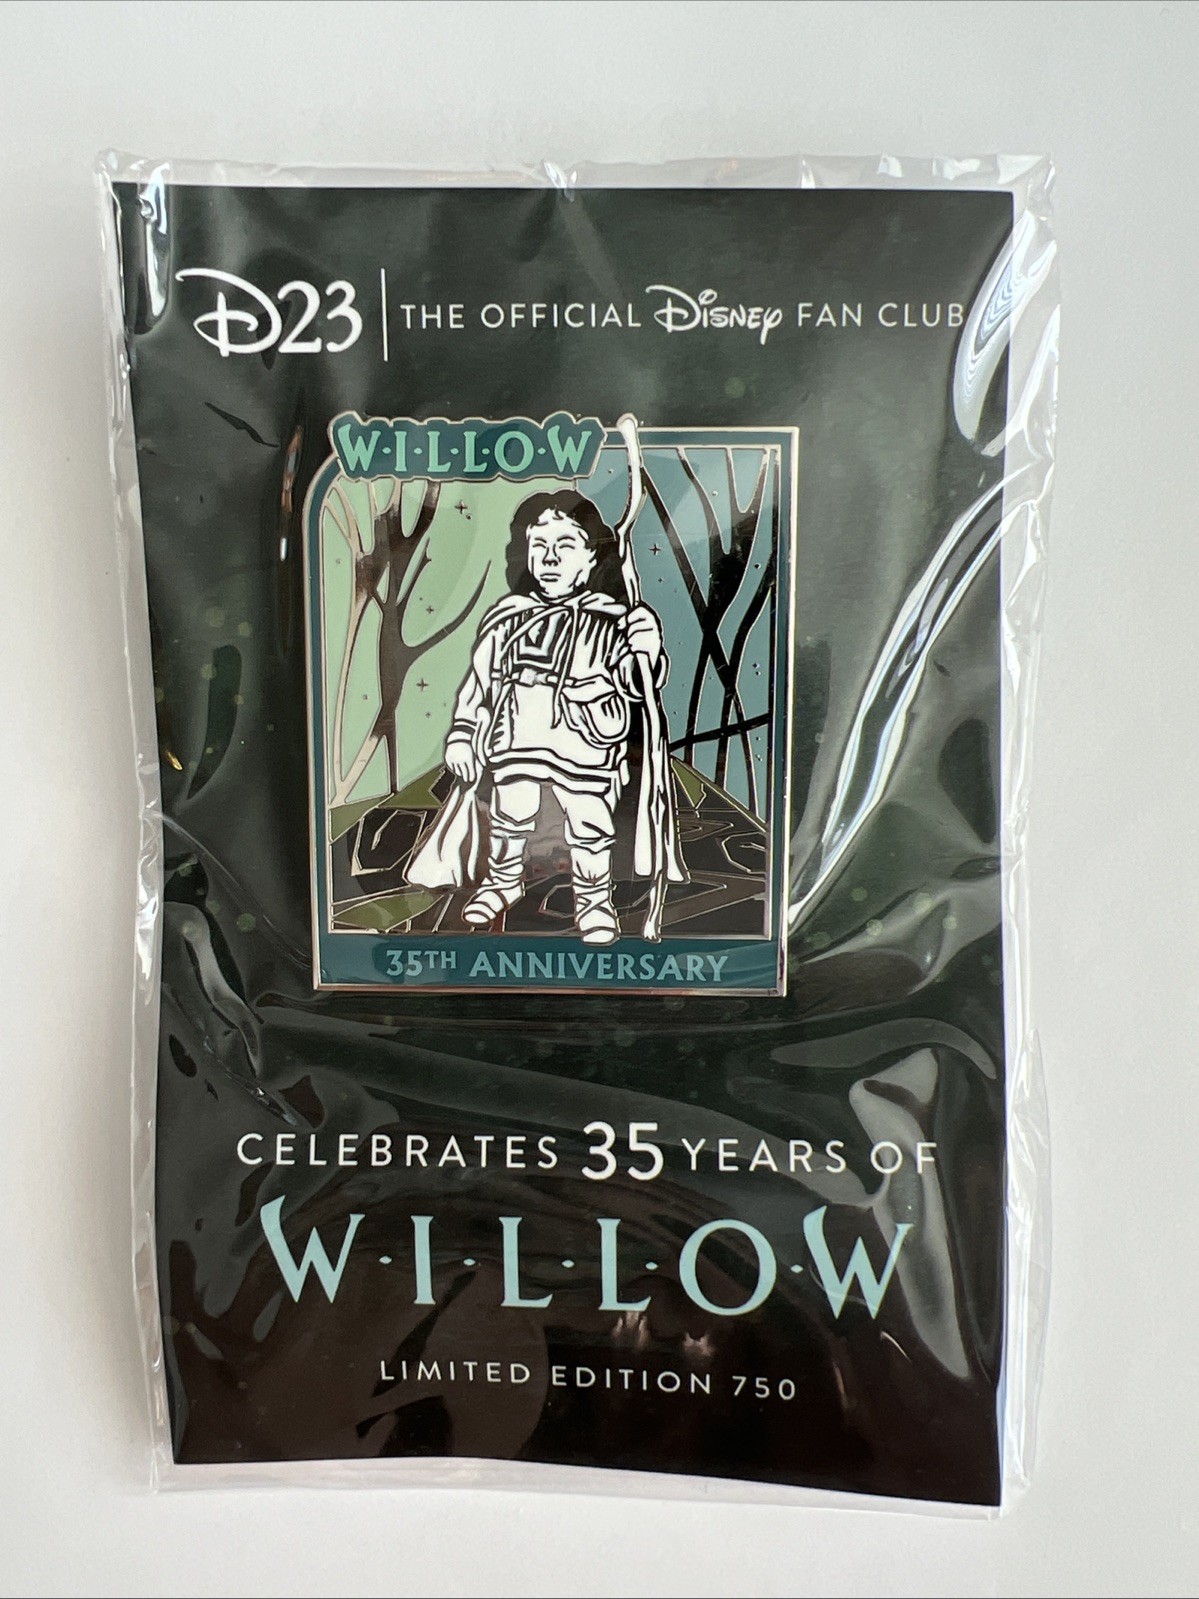 D23 | THE OFFICIAL Disney FAN CLUB
W·I·L·L·O·W
35TH ANNIVERSARY
CELEBRATES 35 YEARS OF
W·I·L·L·O·W
LIMITED EDITION 750